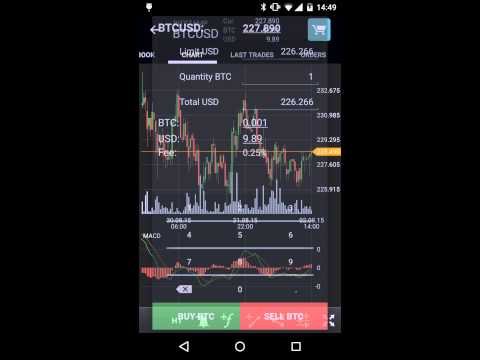 14:49
BTCUSD:
227.890
BTCUSD
Cur.
BTC
USD
227.890
0.001
9.89
Limit USD 226.266
BOOK CHART LAST TRADES ORDERS
Quantity BTC 1
232.675
Total USD 226.266
230.985
BTC: 0.001
229.295
USD: 9.89
Fee: 0.25%
227.605
225.915
30.08.15 31.08.15 02.09.15
06:00 22:00 14:00
MACD
4 5 6
0
7 8 9
-0
0
BUY BTC SELL BTC
H1